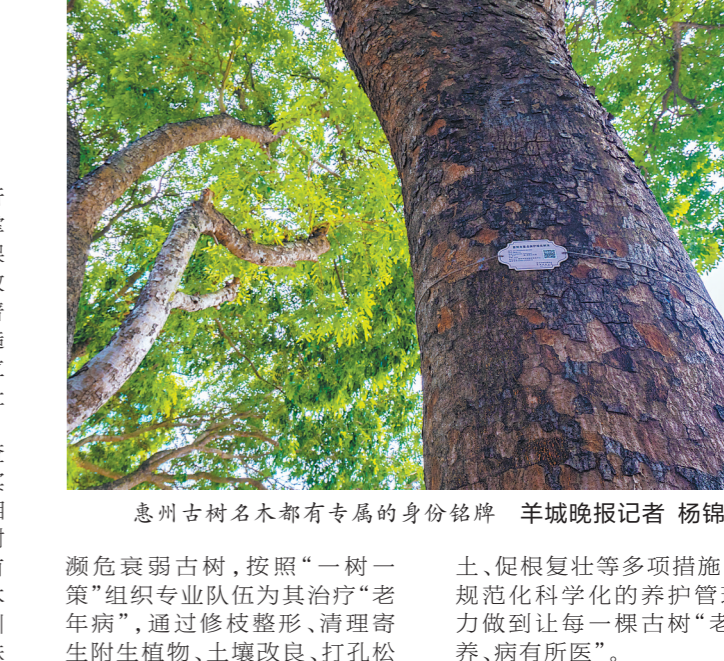 惠州古树名木都有专属的身份铭牌 羊城晚报记者 杨锦
濒危衰弱古树，按照“一树一
策”组织专业队伍为其治疗“老
年病”，通过修枝整形、清理寄
生附生植物、土壤改良、打孔松
土、促根复壮等多项措施
规范化科学化的养护管
力做到让每一棵古树“老
养、病有所医”。